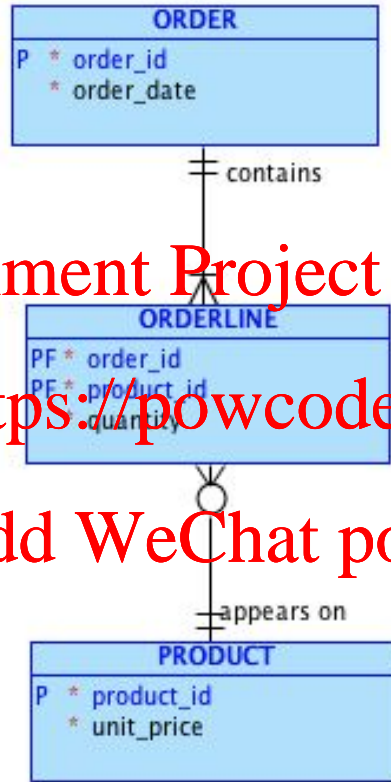 ORDER
P * order_id
* order_date
contains
ment Project
ORDERLINE
PF * order_id
PF * product_id
tps://powcode
* quantity
dd WeChat po
appears on
PRODUCT
P * product_id
* unit_price